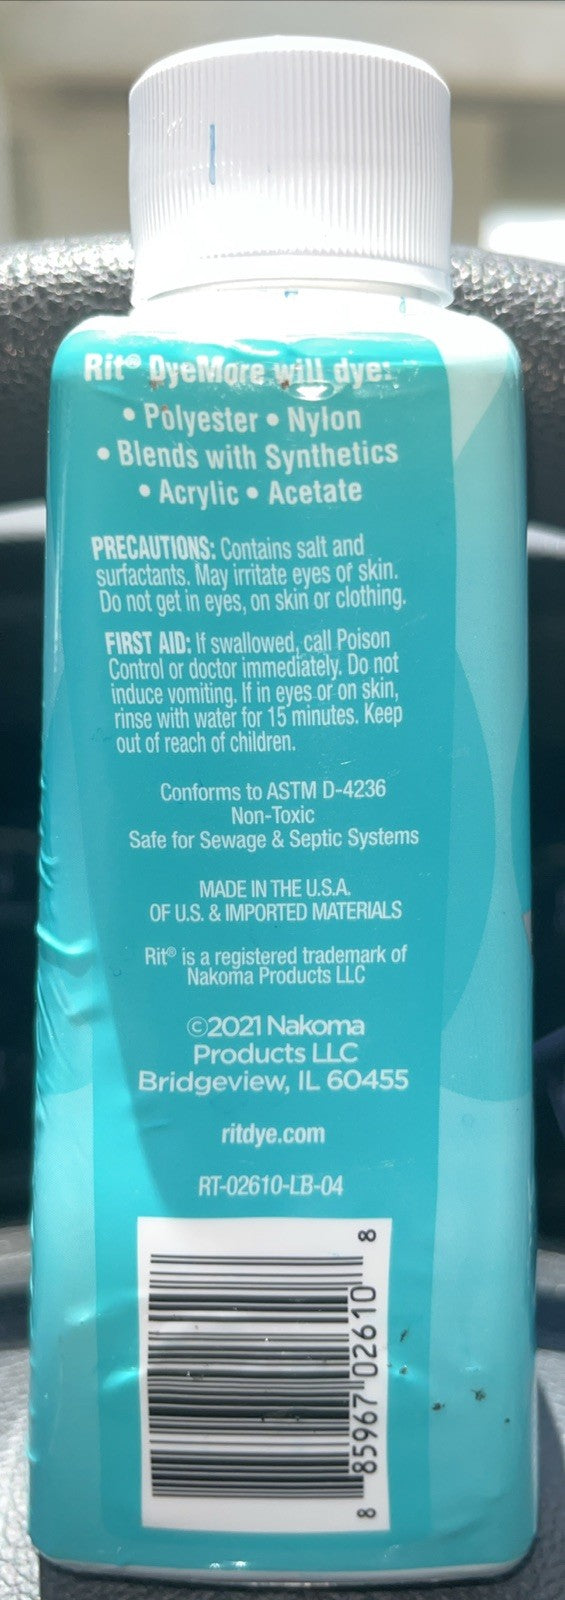 Rit® DyeMore will dye:
• Polyester • Nylon
• Blends with Synthetics
• Acrylic • Acetate
PRECAUTIONS: Contains salt and
surfactants. May irritate eyes or skin.
Do not get in eyes, on skin or clothing.
FIRST AID: If swallowed, call Poison
Control or doctor immediately. Do not
induce vomiting. If in eyes or on skin,
rinse with water for 15 minutes. Keep
out of reach of children.
Conforms to ASTM D-4236
Non-Toxic
Safe for Sewage & Septic Systems
MADE IN THE U.S.A.
OF U.S. & IMPORTED MATERIALS
Rit® is a registered trademark of
Nakoma Products LLC
©2021 Nakoma
Products LLC
Bridgeview, IL 60455
ritdye.com
RT-02610-LB-04
8 85967 02610 8